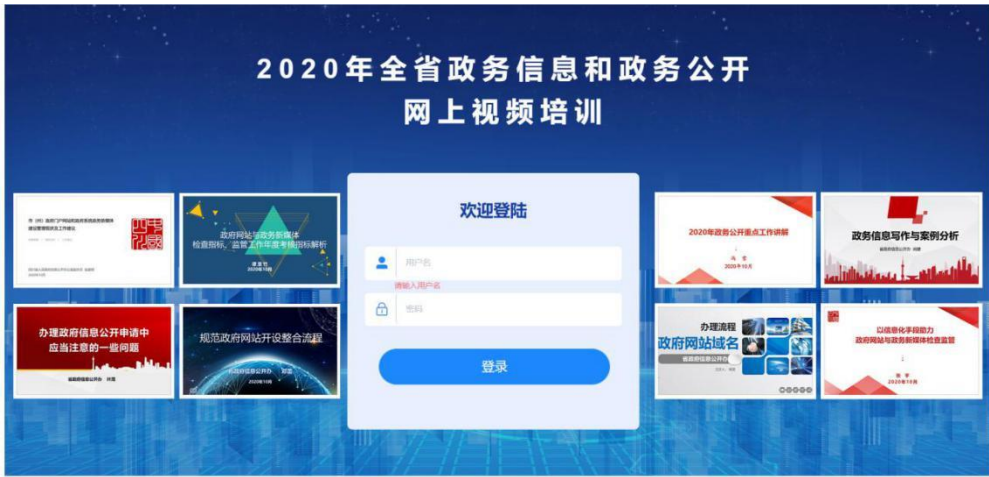 2020年全省政务信息和政务公开
网上视频培训
欢迎登陆
用户名
请输入用户名
密码
登录
政府网站与政务新媒体
检查指标、监管工作年度考核指标解析
2020年10月
办理政府信息公开申请中
应当注意的一些问题
规范政府网站开设整合流程
2020年10月
2020年政务公开重点工作讲解
2020年10月
政务信息写作与案例分析
办理流程
政府网站域名
省政府信息公开办
以信息化手段助力
政府网站与政务新媒体检查监管
2020年10月